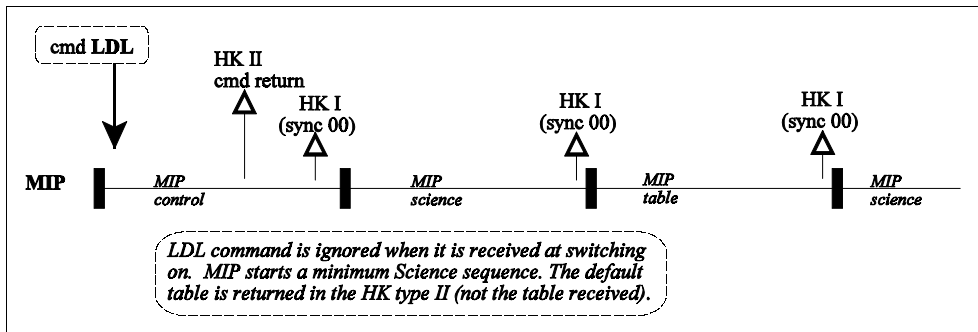 cmd LDL
HK II
cmd return
HK I
(sync 00)
HK I
(sync 00)
HK I
(sync 00)
MIP
MIP
control
MIP
science
MIP
table
MIP
science
LDL command is ignored when it is received at switching
on. MIP starts a minimum Science sequence. The default
table is returned in the HK type II (not the table received).